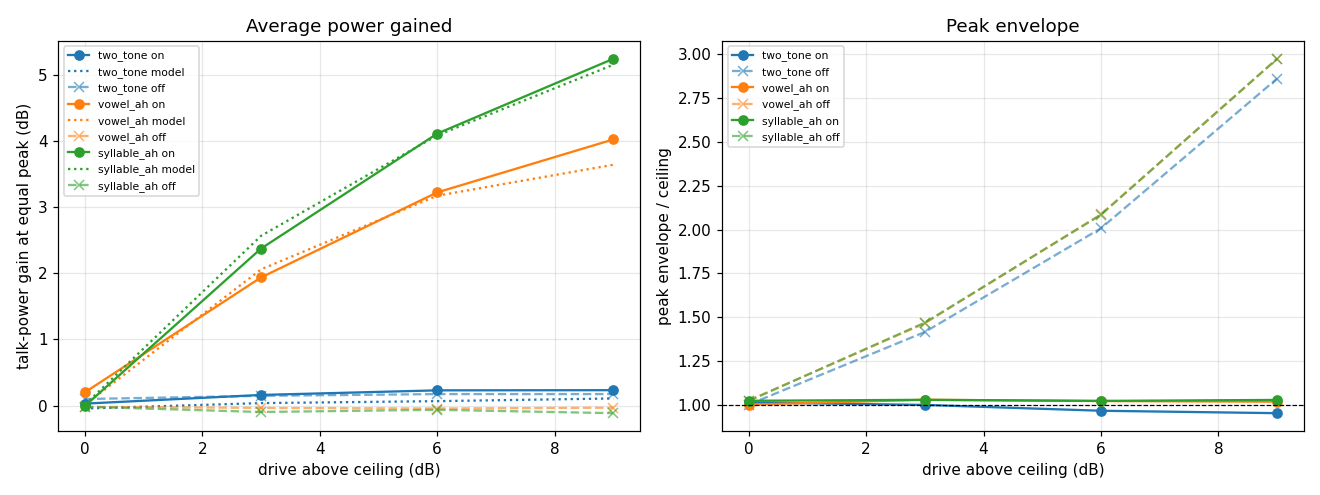 Average power gained
talk-power gain at equal peak (dB)
5
4
3
2
1
0
two_tone on
two_tone model
two_tone off
vowel_ah on
vowel_ah model
vowel_ah off
syllable_ah on
syllable_ah model
syllable_ah off
0 2 4 6 8
drive above ceiling (dB)
Peak envelope
peak envelope / ceiling
3.00
2.75
2.50
2.25
2.00
1.75
1.50
1.25
1.00
two_tone on
two_tone off
vowel_ah on
vowel_ah off
syllable_ah on
syllable_ah off
0 2 4 6 8
drive above ceiling (dB)